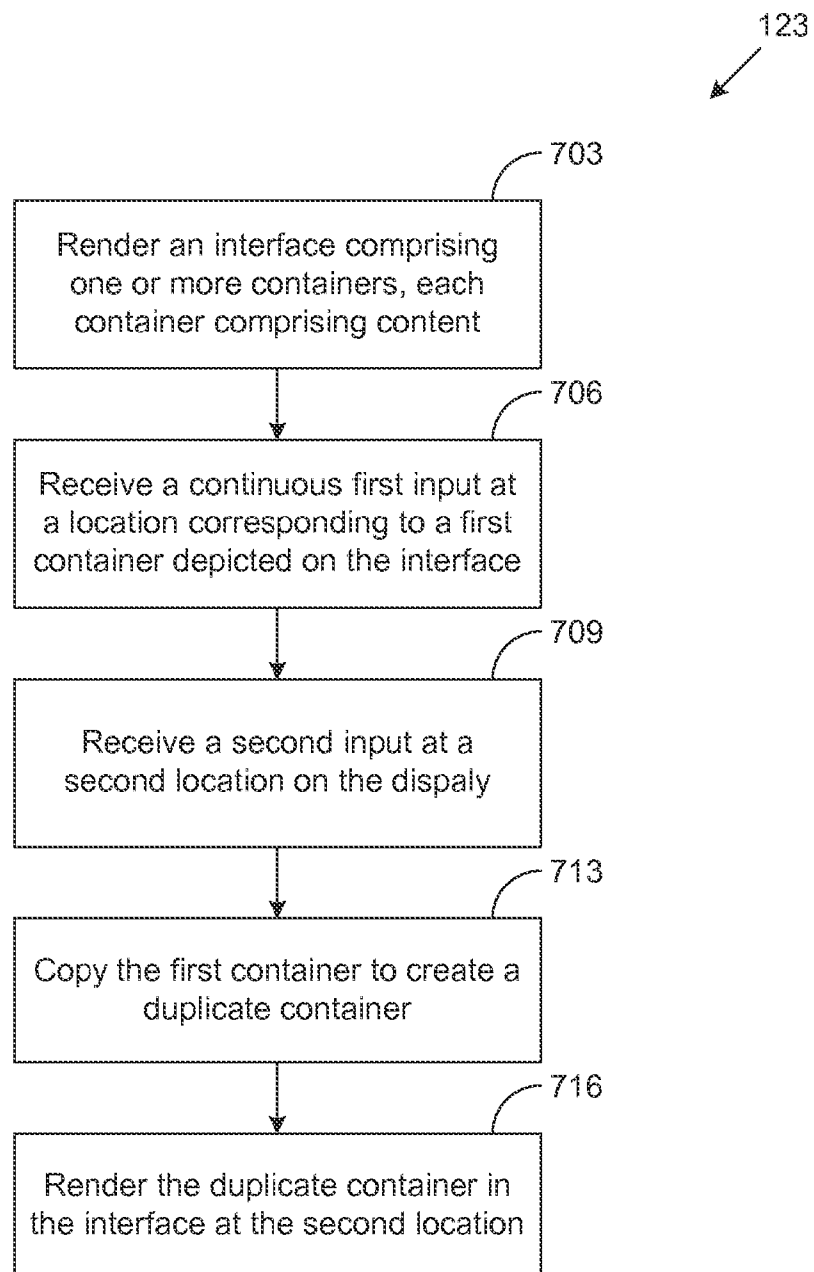 123
703
Render an interface comprising
one or more containers, each
container comprising content
706
Receive a continuous first input at
a location corresponding to a first
container depicted on the interface
709
Receive a second input at a
second location on the dispaly
713
Copy the first container to create a
duplicate container
716
Render the duplicate container in
the interface at the second location